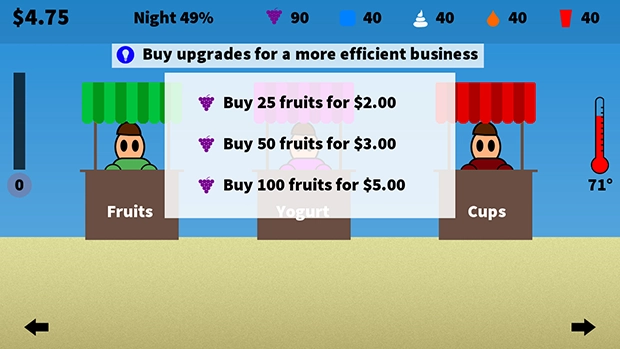 $4.75 Night 49% 90 40 40 40 40
Buy upgrades for a more efficient business
Buy 25 fruits for $2.00
Buy 50 fruits for $3.00
Buy 100 fruits for $5.00
0 71°
Fruits Yogurt Cups